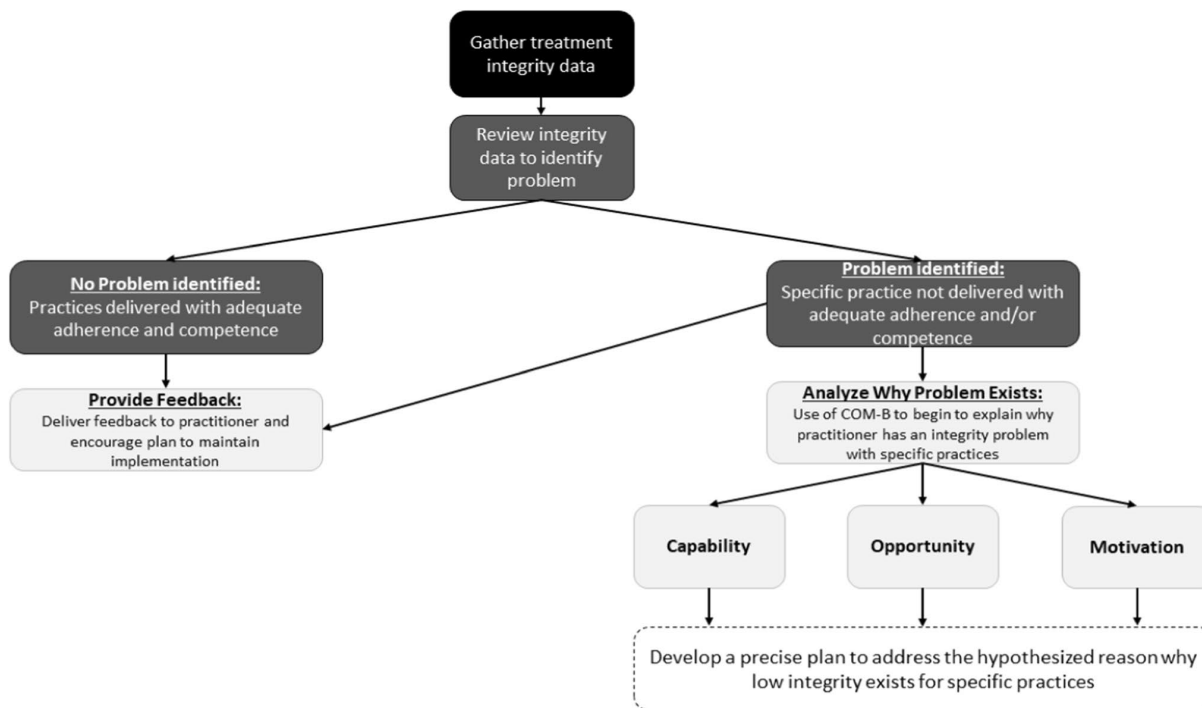 Gather treatment
integrity data
Review integrity
data to identify
problem
No Problem identified:
Practices delivered with adequate
adherence and competence
Problem identified:
Specific practice not delivered with
adequate adherence and/or
competence
Provide Feedback:
Deliver feedback to practitioner and
encourage plan to maintain
implementation
Analyze Why Problem Exists:
Use of COM-B to begin to explain why
practitioner has an integrity problem
with specific practices
Capability
Opportunity
Motivation
Develop a precise plan to address the hypothesized reason why
low integrity exists for specific practices